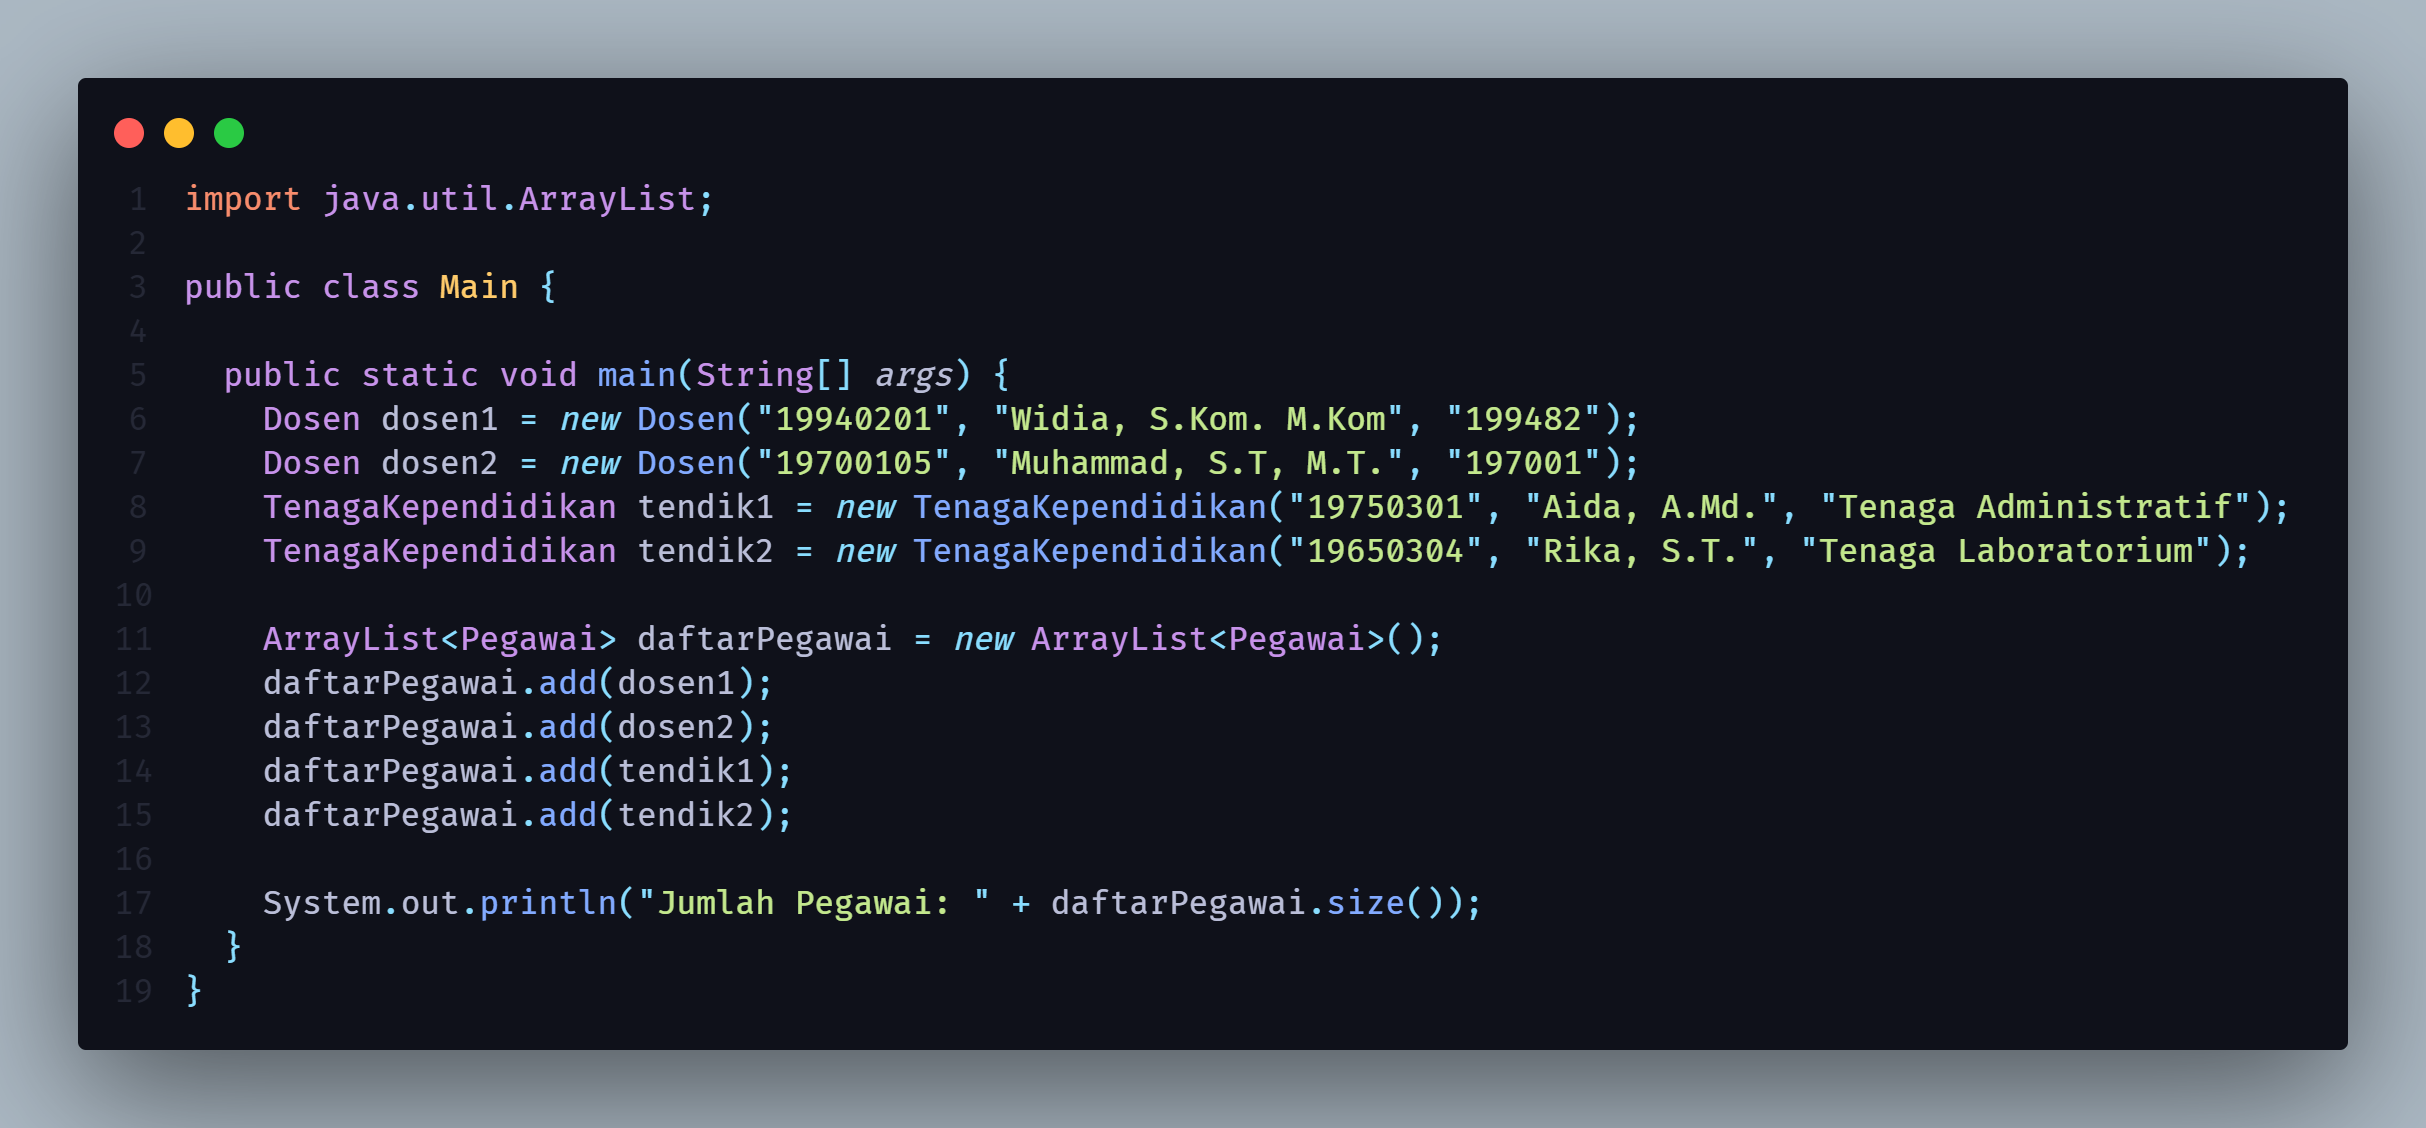 1 import java.util.ArrayList;
2
3 public class Main {
4
5   public static void main(String[] args) {
6     Dosen dosen1 = new Dosen("19940201", "Widia, S.Kom. M.Kom", "199482");
7     Dosen dosen2 = new Dosen("19700105", "Muhammad, S.T, M.T.", "197001");
8     TenagaKependidikan tendik1 = new TenagaKependidikan("19750301", "Aida, A.Md.", "Tenaga Administratif");
9     TenagaKependidikan tendik2 = new TenagaKependidikan("19650304", "Rika, S.T.", "Tenaga Laboratorium");
10
11     ArrayList<Pegawai> daftarPegawai = new ArrayList<Pegawai>();
12     daftarPegawai.add(dosen1);
13     daftarPegawai.add(dosen2);
14     daftarPegawai.add(tendik1);
15     daftarPegawai.add(tendik2);
16
17     System.out.println("Jumlah Pegawai: " + daftarPegawai.size());
18   }
19 }